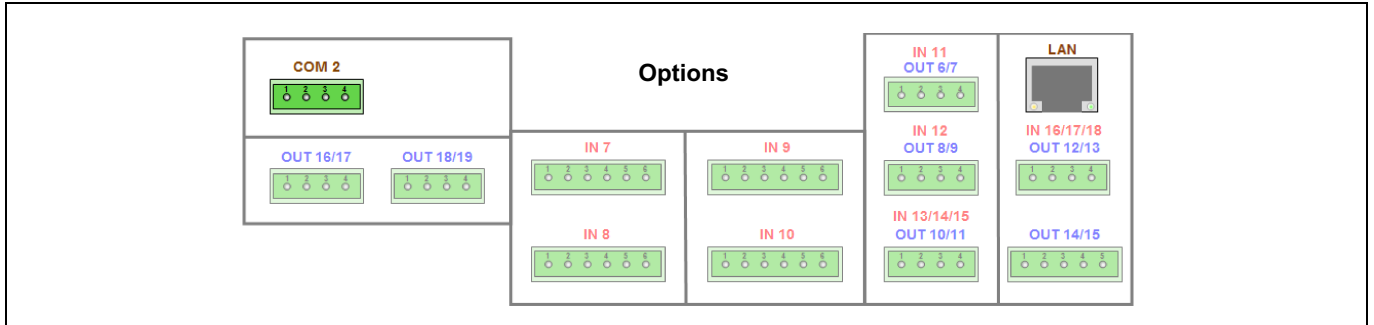 COM 2
1 2 3 4
OUT 16/17
1 2 3 4
OUT 18/19
1 2 3 4
Options
IN 7
1 2 3 4 5 6
IN 8
1 2 3 4 5 6
IN 9
1 2 3 4 5 6
IN 10
1 2 3 4 5 6
IN 11
OUT 6/7
1 2 3 4
IN 12
OUT 8/9
1 2 3 4
IN 13/14/15
OUT 10/11
1 2 3 4
LAN
IN 16/17/18
OUT 12/13
1 2 3 4
OUT 14/15
1 2 3 4 5